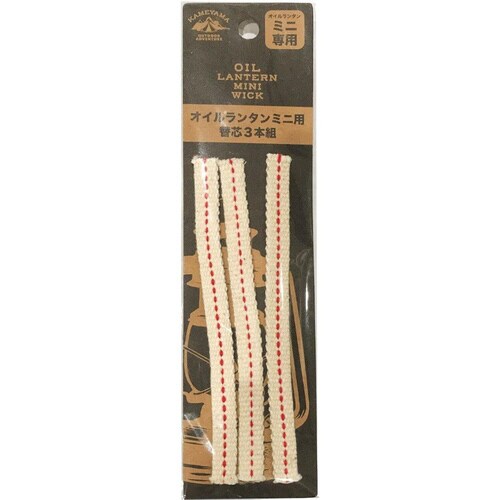 KAMEYAMA
OUTDOOR
ADVENTURE
オイルランタン
ミニ
専用
OIL
LANTERN
MINI
WICK
オイルランタンミニ用
替芯3本組